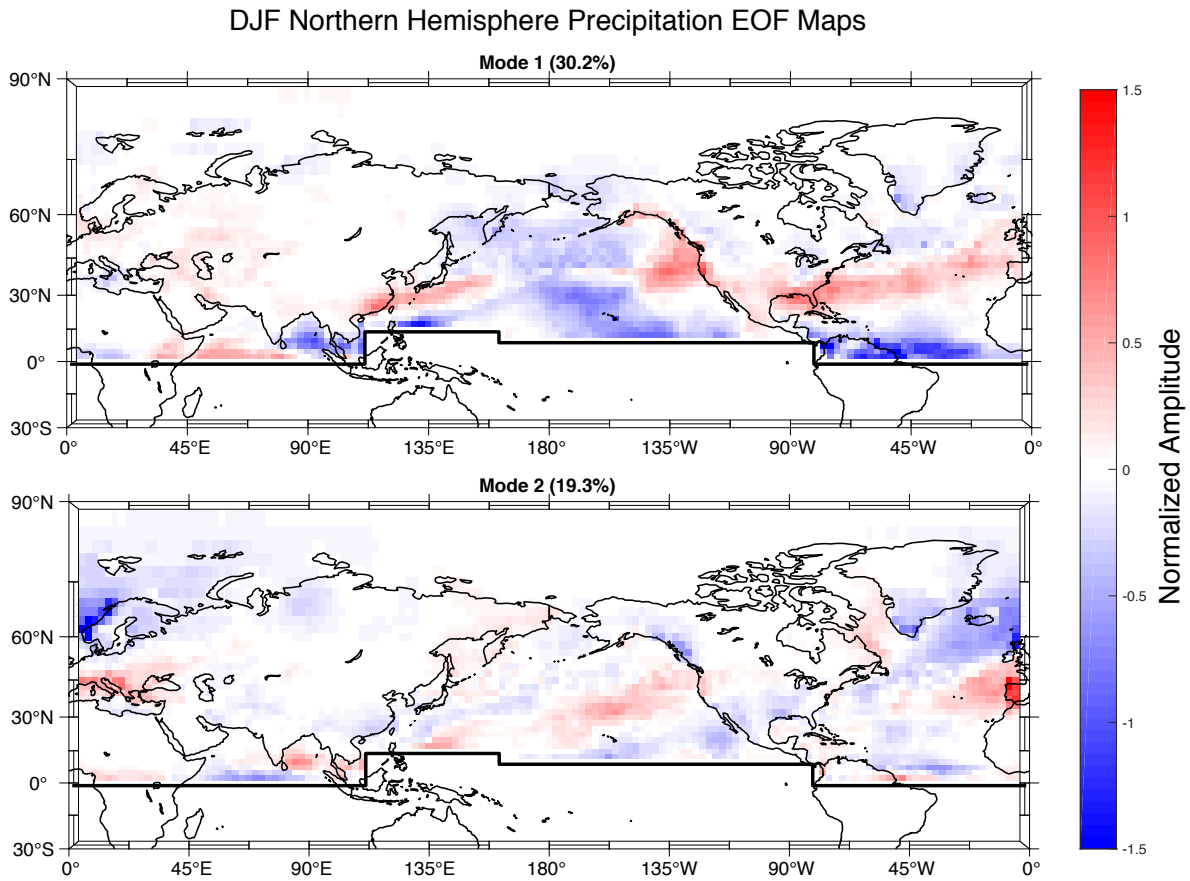 DJF Northern Hemisphere Precipitation EOF Maps
Mode 1 (30.2%)
90°N
60°N
30°N
0°
30°S
0°
45°E
90°E
135°E
180°
135°W
90°W
45°W
0°
Mode 2 (19.3%)
90°N
60°N
30°N
0°
30°S
0°
45°E
90°E
135°E
180°
135°W
90°W
45°W
0°
1.5
1
0.5
0
-0.5
-1
-1.5
Normalized Amplitude